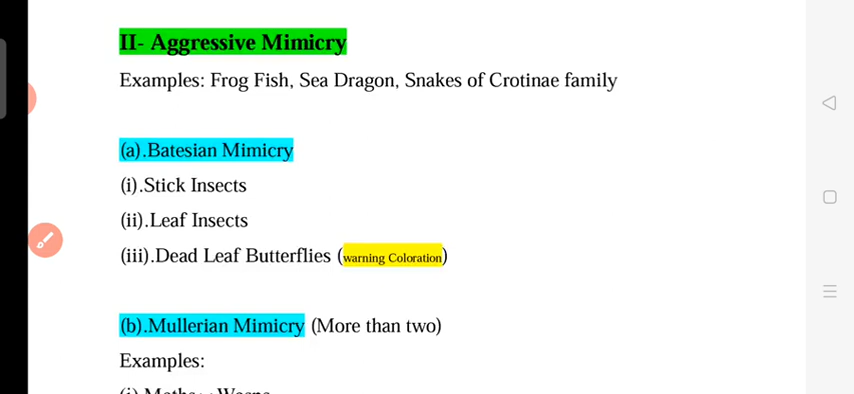 II- Aggressive Mimicry
Examples: Frog Fish, Sea Dragon, Snakes of Crotinae family
(a).Batesian Mimicry
(i).Stick Insects
(ii).Leaf Insects
(iii).Dead Leaf Butterflies (warning Coloration)
(b).Mullerian Mimicry (More than two)
Examples: